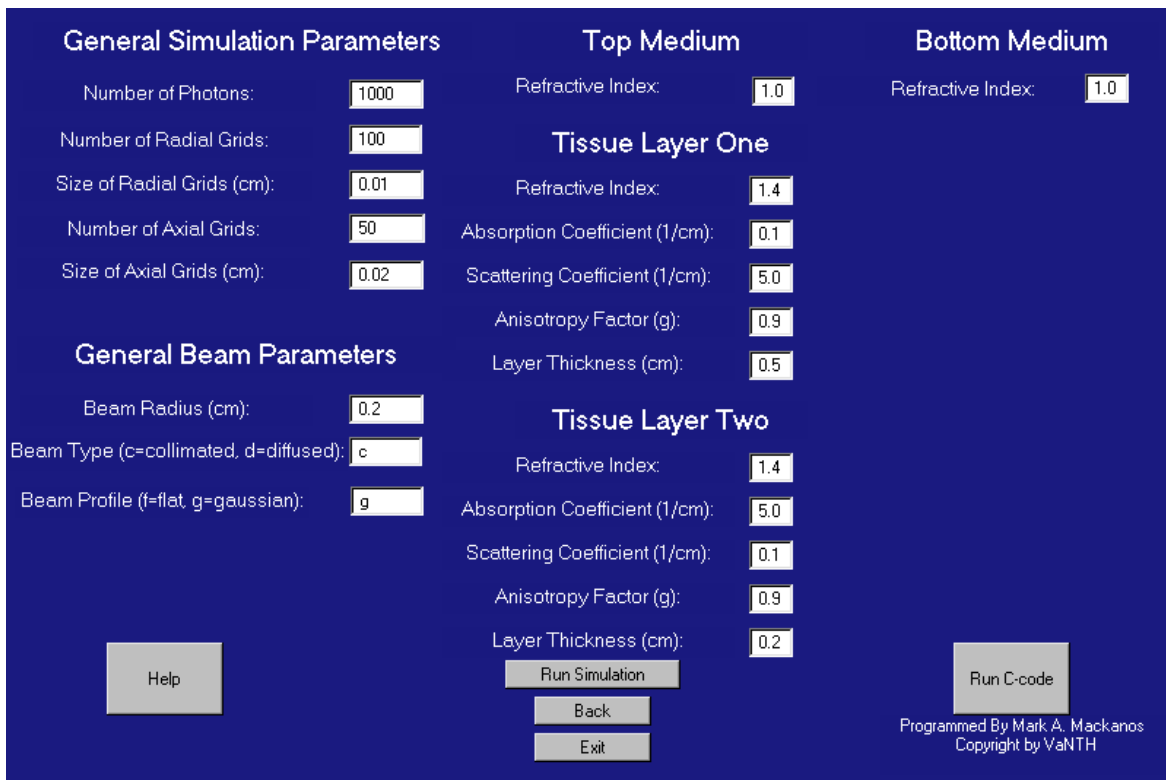 General Simulation Parameters
Number of Photons: 1000
Number of Radial Grids: 100
Size of Radial Grids (cm): 0.01
Number of Axial Grids: 50
Size of Axial Grids (cm): 0.02
General Beam Parameters
Beam Radius (cm): 0.2
Beam Type (c=collimated, d=diffused): c
Beam Profile (f=flat, g=gaussian): g
Help
Top Medium
Refractive Index: 1.0
Tissue Layer One
Refractive Index: 1.4
Absorption Coefficient (1/cm): 0.1
Scattering Coefficient (1/cm): 5.0
Anisotropy Factor (g): 0.9
Layer Thickness (cm): 0.5
Tissue Layer Two
Refractive Index: 1.4
Absorption Coefficient (1/cm): 5.0
Scattering Coefficient (1/cm): 0.1
Anisotropy Factor (g): 0.9
Layer Thickness (cm): 0.2
Run Simulation
Back
Exit
Bottom Medium
Refractive Index: 1.0
Run C-code
Programmed By Mark A. Mackanos
Copyright by VaNTH